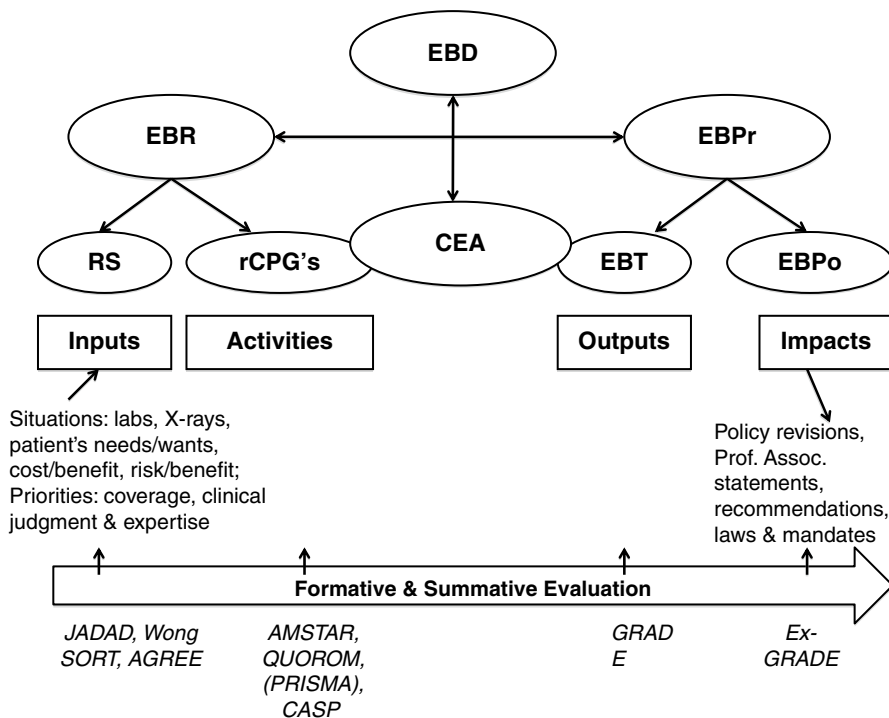 EBD
EBR
EBPr
RS
rCPG's
CEA
EBT
EBPo
Inputs
Activities
Outputs
Impacts
Situations: labs, X-rays,
patient's needs/wants,
cost/benefit, risk/benefit;
Priorities: coverage, clinical
judgment & expertise
Policy revisions,
Prof. Assoc.
statements,
recommendations,
laws & mandates
Formative & Summative Evaluation
JADAD, Wong
SORT, AGREE
AMSTAR,
QUOROM,
(PRISMA),
CASP
GRAD
E
Ex-
GRADE